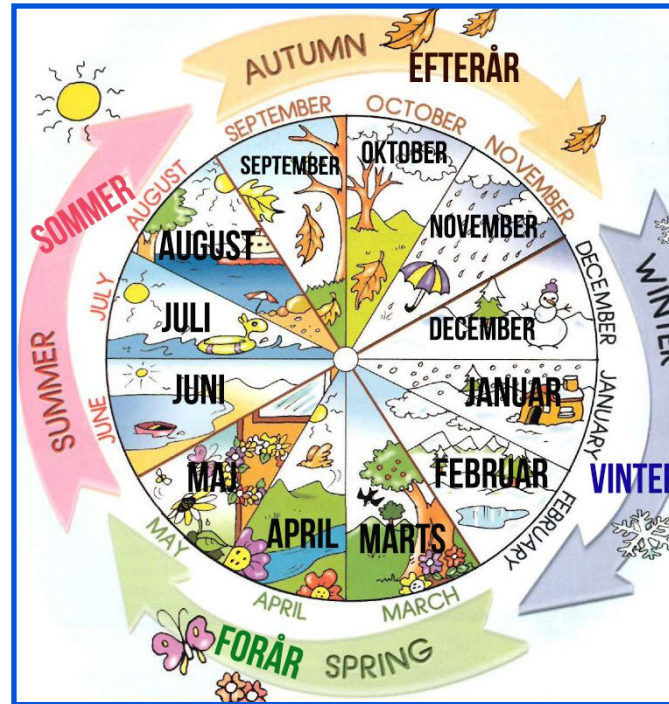 AUTUMN
EFTERÅR
SEPTEMBER
OCTOBER
NOVEMBER
SEPTEMBER
OKTOBER
NOVEMBER
AUGUST
SOMMER
AUGUST
DECEMBER
DECEMBER
WINTER
JULY
JULI
SUMMER
JUNE
JUNI
JANUAR
JANUARY
MAJ
FEBRUAR
VINTER
FEBRUARY
MAY
APRIL
MARTS
APRIL
MARCH
FORÅR
SPRING